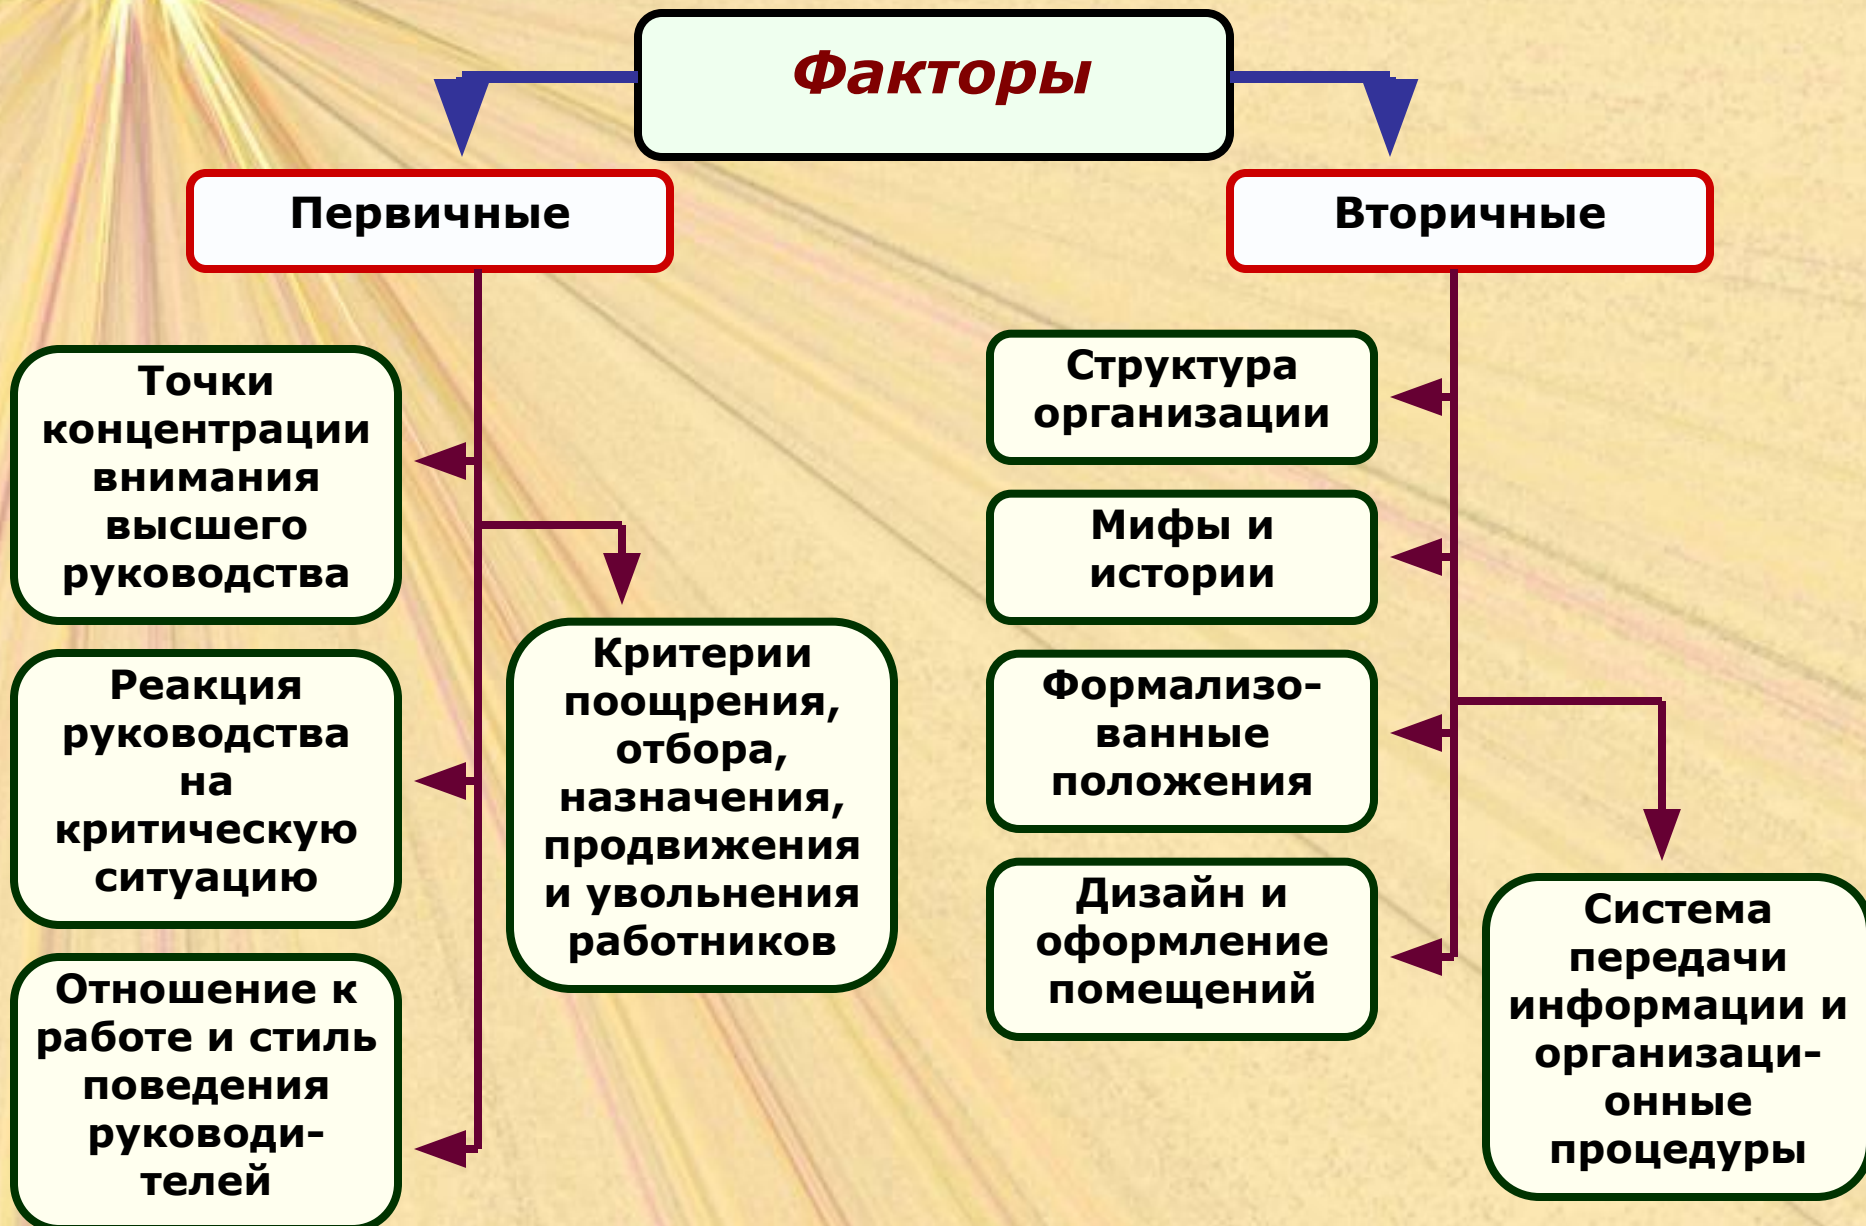 Факторы
Первичные
Вторичные
Точки
концентрации
внимания
высшего
руководства
Реакция
руководства
на
критическую
ситуацию
Отношение к
работе и стиль
поведения
руководи-
телей
Критерии
поощрения,
отбора,
назначения,
продвижения
и увольнения
работников
Структура
организации
Мифы и
истории
Формализо-
ванные
положения
Дизайн и
оформление
помещений
Система
передачи
информации и
организаци-
онные
процедуры